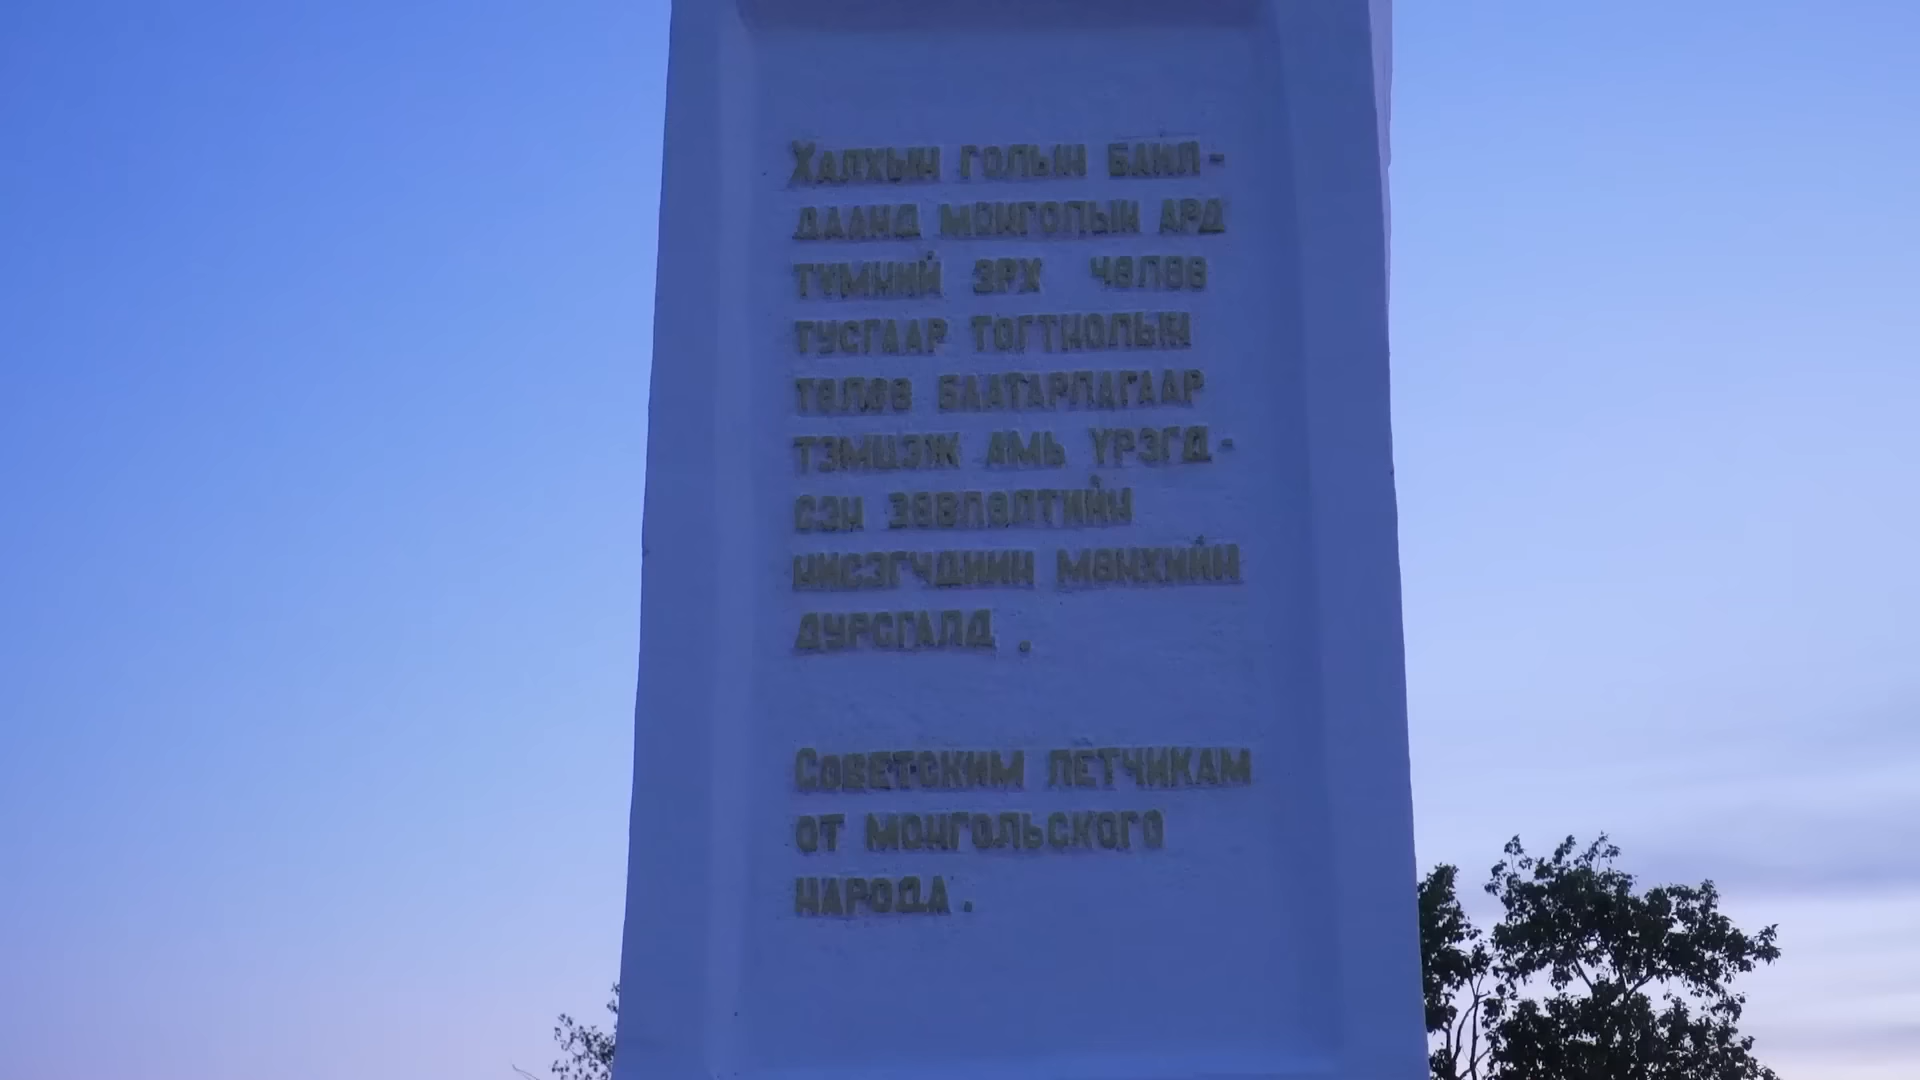 Халхын голын байл-
даанд монголын ард
түмний эрх чөлөө
тусгаар тогтнолын
төлөө баатарлагаар
тэмцэж амь үрэгд-
сэн зөвлөлтийн
нисэгчдийн мөнхийн
дурсгалд.
Советским летчикам
от монгольского
народа.